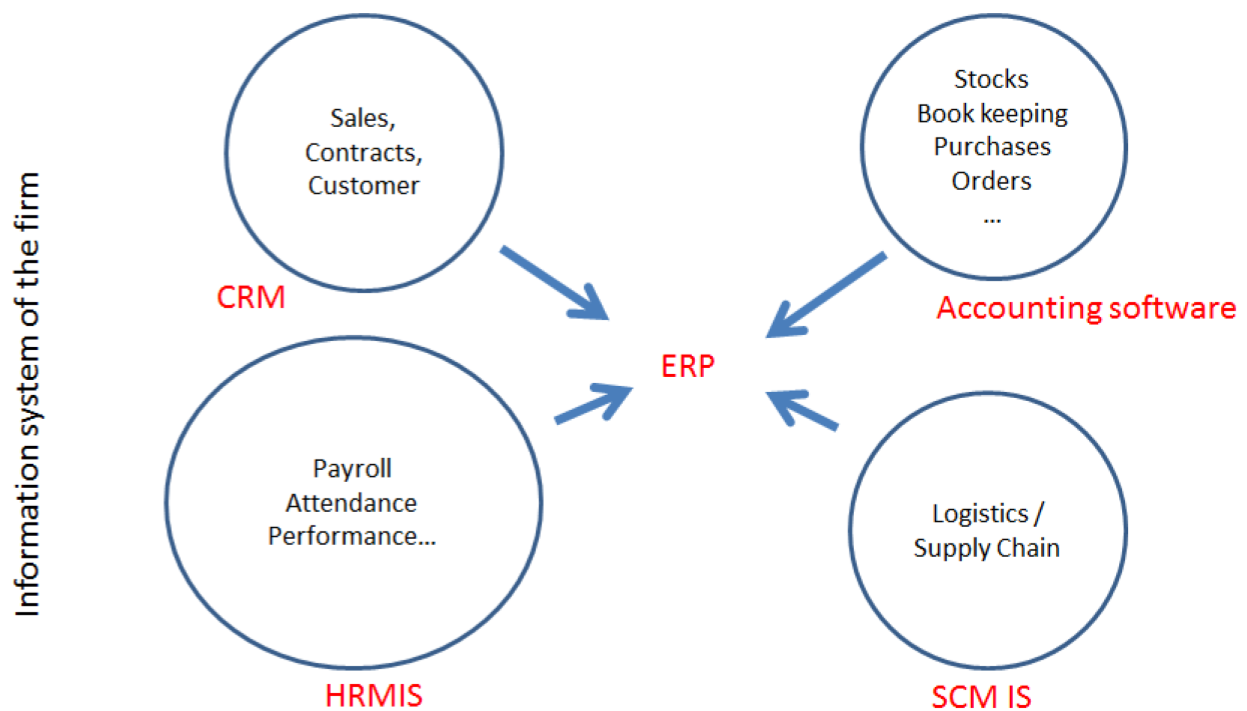 Information system of the firm
Sales,
Contracts,
Customer
CRM
Stocks
Book keeping
Purchases
Orders
...
Accounting software
ERP
Payroll
Attendance
Performance...
HRMIS
Logistics /
Supply Chain
SCM IS